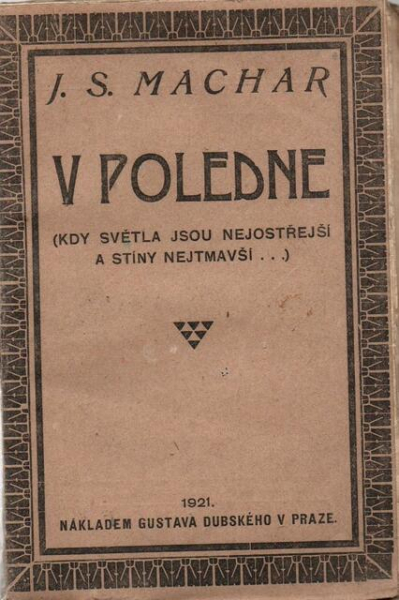 J. S. MACHAR
V POLEDNE
(KDY SVĚTLA JSOU NEJOSTŘEJŠÍ
A STÍNY NEJTMAVŠÍ . . .)
1921.
NÁKLADEM GUSTAVA DUBSKÉHO V PRAZE.